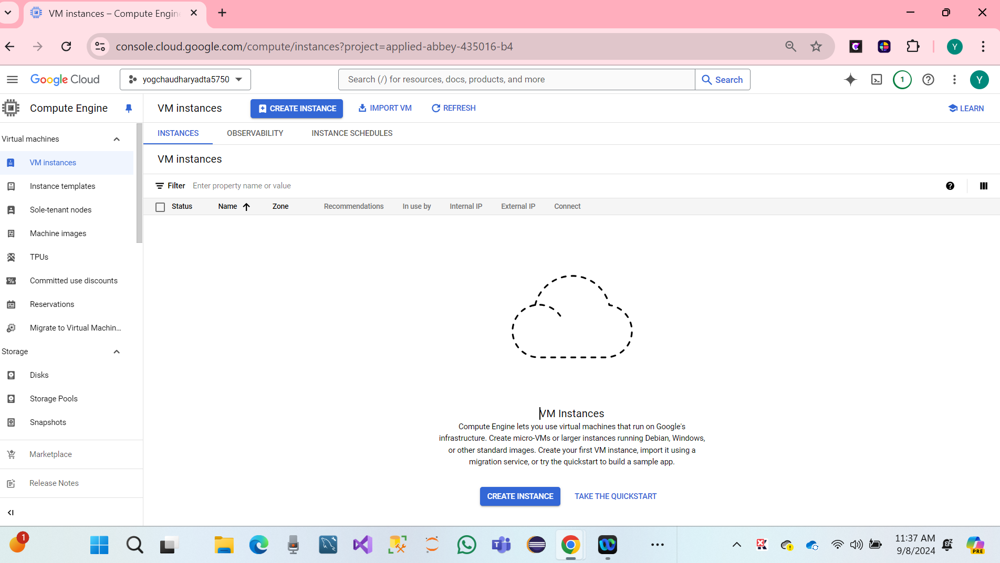 VM instances – Compute Engine
console.cloud.google.com/compute/instances?project=applied-abbey-435016-b4
Y
Google Cloud
yogchaudharyadta5750
Search (/) for resources, docs, products, and more
Search
1
Y
Compute Engine
VM instances
CREATE INSTANCE
IMPORT VM
REFRESH
LEARN
Virtual machines
VM instances
Instance templates
Sole-tenant nodes
Machine images
TPUs
Committed use discounts
Reservations
Migrate to Virtual Machin...
Storage
Disks
Storage Pools
Snapshots
Marketplace
Release Notes
INSTANCES
OBSERVABILITY
INSTANCE SCHEDULES
VM instances
Filter
Enter property name or value
Status
Name
Zone
Recommendations
In use by
Internal IP
External IP
Connect
VM Instances
Compute Engine lets you use virtual machines that run on Google's
infrastructure. Create micro-VMs or larger instances running Debian, Windows,
or other standard images. Create your first VM instance, import it using a
migration service, or try the quickstart to build a sample app.
CREATE INSTANCE
TAKE THE QUICKSTART
1
11:37 AM
9/8/2024
PRE